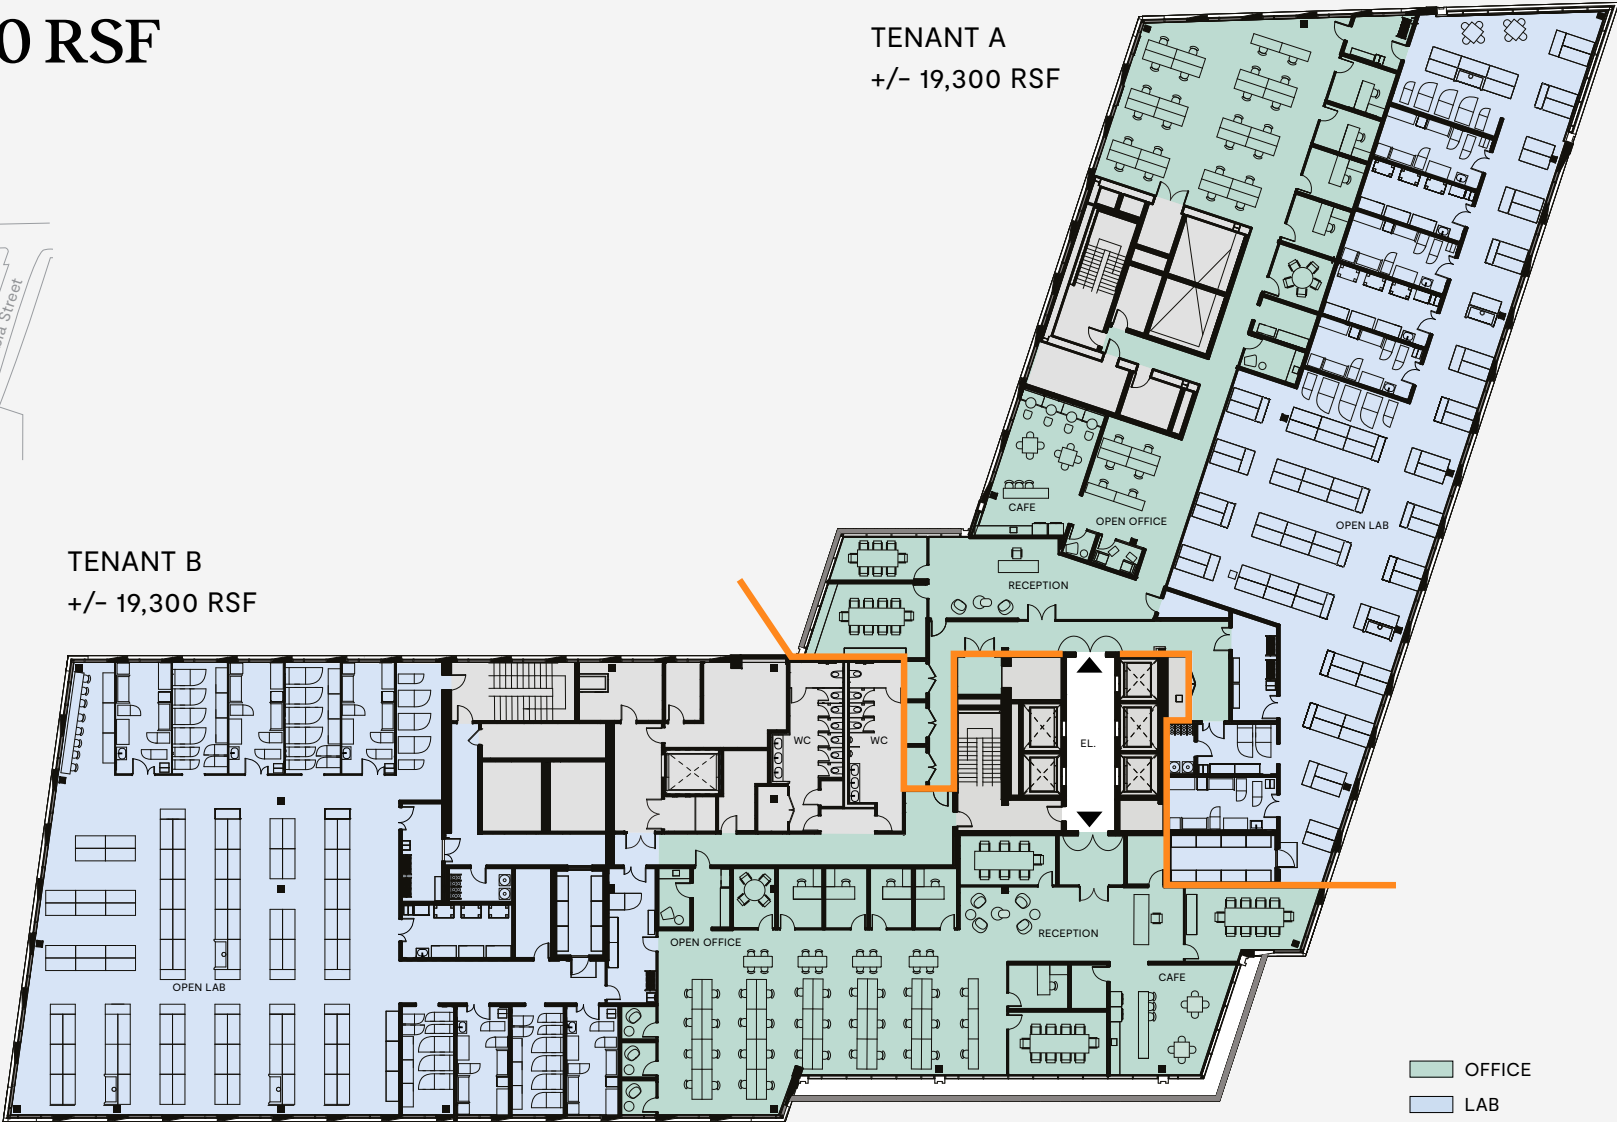 0 RSF
TENANT A
+/- 19,300 RSF
Street
CAFE
OPEN OFFICE
OPEN LAB
RECEPTION
TENANT B
+/- 19,300 RSF
WC
WC
EL.
OPEN OFFICE
RECEPTION
CAFE
OPEN LAB
OFFICE
LAB